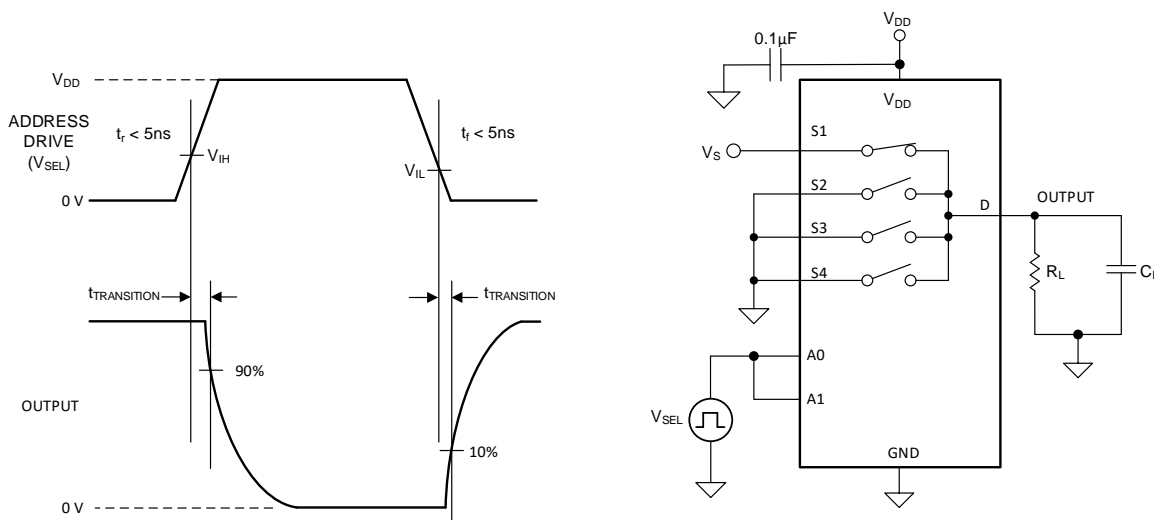 VDD
ADDRESS
DRIVE
(VSEL)
tr < 5ns
tf < 5ns
VIH
VIL
0 V
tTRANSITION
tTRANSITION
90%
OUTPUT
10%
0 V
VDD
0.1µF
VDD
S1
VS
S2
S3
S4
D
OUTPUT
RL
A0
A1
VSEL
GND